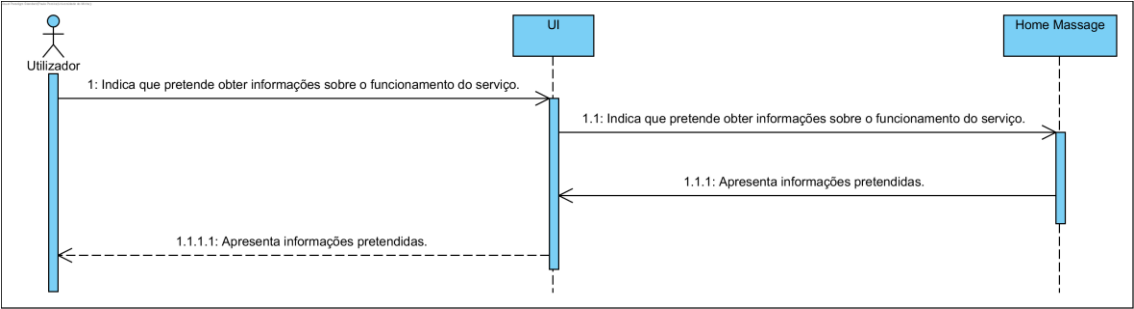 Utilizador
UI
Home Massage
1: Indica que pretende obter informações sobre o funcionamento do serviço.
1.1: Indica que pretende obter informações sobre o funcionamento do serviço.
1.1.1: Apresenta informações pretendidas.
1.1.1.1: Apresenta informações pretendidas.